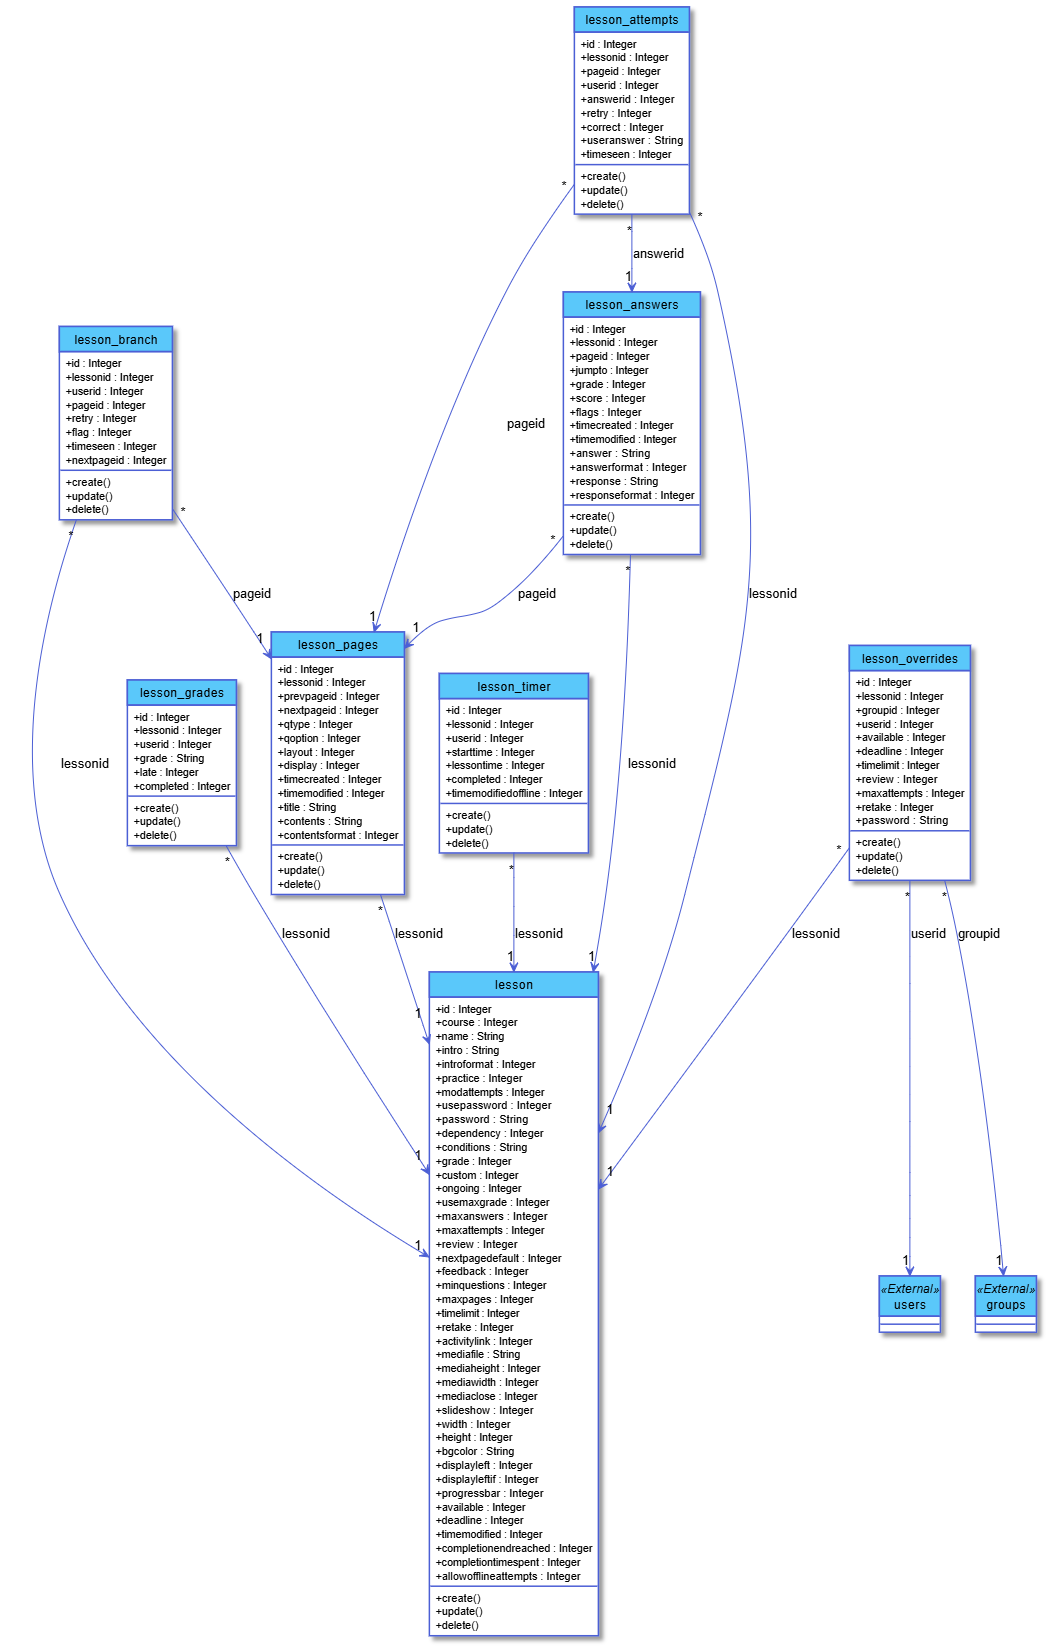 lesson_attempts
+id : Integer
+lessonid : Integer
+pageid : Integer
+userid : Integer
+answerid : Integer
+retry : Integer
+correct : Integer
+useranswer : String
+timeseen : Integer
+create()
+update()
+delete()
*
*
*
answerid
1
lesson_answers
+id : Integer
+lessonid : Integer
+pageid : Integer
+jumpto : Integer
+grade : Integer
+score : Integer
+flags : Integer
+timecreated : Integer
+timemodified : Integer
+answer : String
+answerformat : Integer
+response : String
+responseformat : Integer
+create()
+update()
+delete()
*
*
lesson_branch
+id : Integer
+lessonid : Integer
+userid : Integer
+pageid : Integer
+retry : Integer
+flag : Integer
+timeseen : Integer
+nextpageid : Integer
+create()
+update()
+delete()
*
*
pageid
pageid
pageid
lessonid
1
1
1
lesson_pages
+id : Integer
+lessonid : Integer
+prevpageid : Integer
+nextpageid : Integer
+qtype : Integer
+qoption : Integer
+layout : Integer
+display : Integer
+timecreated : Integer
+timemodified : Integer
+title : String
+contents : String
+contentsformat : Integer
+create()
+update()
+delete()
*
lesson_grades
+id : Integer
+lessonid : Integer
+userid : Integer
+grade : String
+late : Integer
+completed : Integer
+create()
+update()
+delete()
*
lesson_timer
+id : Integer
+lessonid : Integer
+userid : Integer
+starttime : Integer
+lessontime : Integer
+completed : Integer
+timemodifiedoffline : Integer
+create()
+update()
+delete()
*
lesson_overrides
+id : Integer
+lessonid : Integer
+groupid : Integer
+userid : Integer
+available : Integer
+deadline : Integer
+timelimit : Integer
+review : Integer
+maxattempts : Integer
+retake : Integer
+password : String
+create()
+update()
+delete()
*
*
*
lessonid
lessonid
lessonid
lessonid
lessonid
lessonid
userid
groupid
1
1
1
1
1
1
1
lesson
+id : Integer
+course : Integer
+name : String
+intro : String
+introformat : Integer
+practice : Integer
+modattempts : Integer
+usepassword : Integer
+password : String
+dependency : Integer
+conditions : String
+grade : Integer
+custom : Integer
+ongoing : Integer
+usemaxgrade : Integer
+maxanswers : Integer
+maxattempts : Integer
+review : Integer
+nextpagedefault : Integer
+feedback : Integer
+minquestions : Integer
+maxpages : Integer
+timelimit : Integer
+retake : Integer
+activitylink : Integer
+mediafile : String
+mediaheight : Integer
+mediawidth : Integer
+mediaclose : Integer
+slideshow : Integer
+width : Integer
+height : Integer
+bgcolor : String
+displayleft : Integer
+displayleftif : Integer
+progressbar : Integer
+available : Integer
+deadline : Integer
+timemodified : Integer
+completionendreached : Integer
+completiontimespent : Integer
+allowofflineattempts : Integer
+create()
+update()
+delete()
1
«External»
users
1
«External»
groups